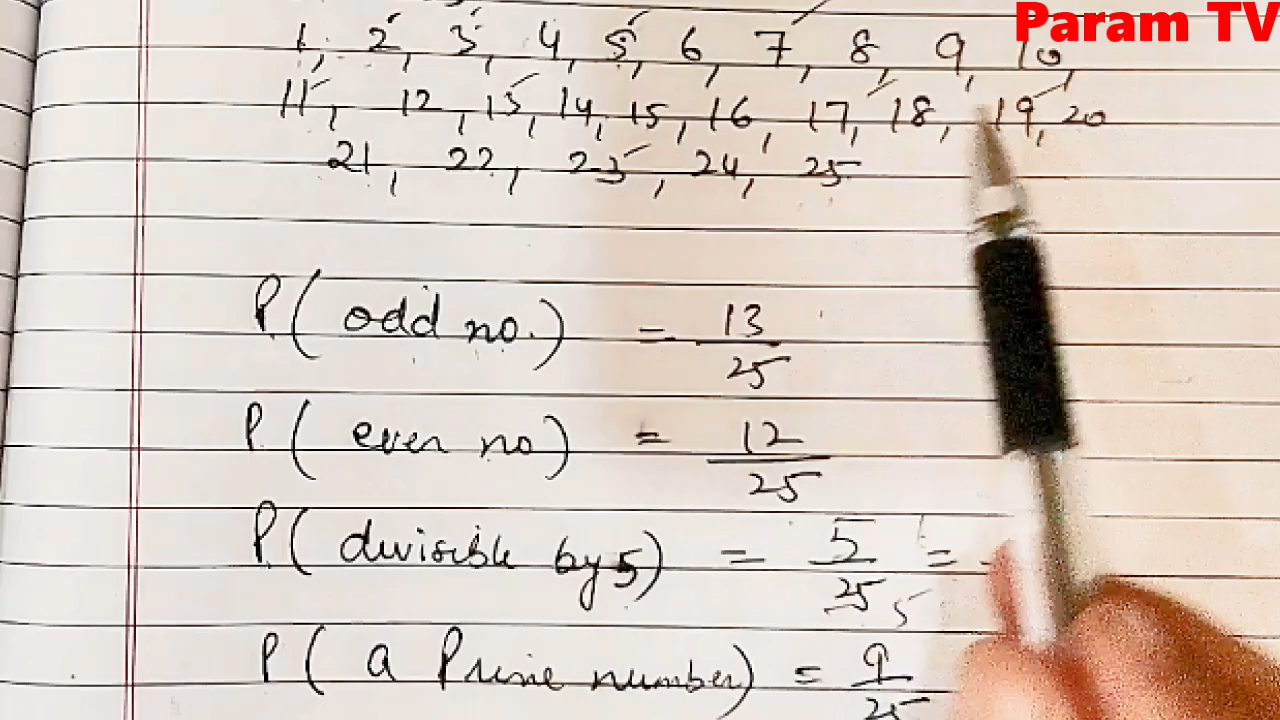 Param TV
1, 2, 3, 4, 5, 6, 7, 8, 9, 10,
11, 12, 13, 14, 15, 16, 17, 18, 19, 20
21, 22, 23, 24, 25
P( odd no.) = 13/25
P( even no) = 12/25
P( divisible by 5) = 5/25 5 =
P( a Prime number) = 9/25